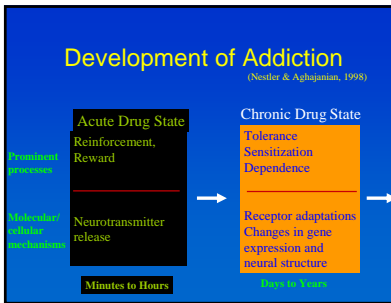 Development of Addiction
(Nestler & Aghajanian, 1998)
Acute Drug State
Chronic Drug State
Prominent
processes
Reinforcement,
Reward
Tolerance
Sensitization
Dependence
Molecular/
cellular
mechanisms
Neurotransmitter
release
Receptor adaptations
Changes in gene
expression and
neural structure
Minutes to Hours
Days to Years